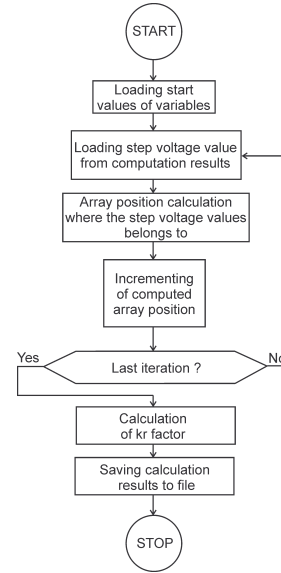 START
Loading start
values of variables
Loading step voltage value
from computation results
Array position calculation
where the step voltage values
belongs to
Incrementing
of computed
array position
Yes
Last iteration ?
No
Calculation
of kr factor
Saving calculation
results to file
STOP